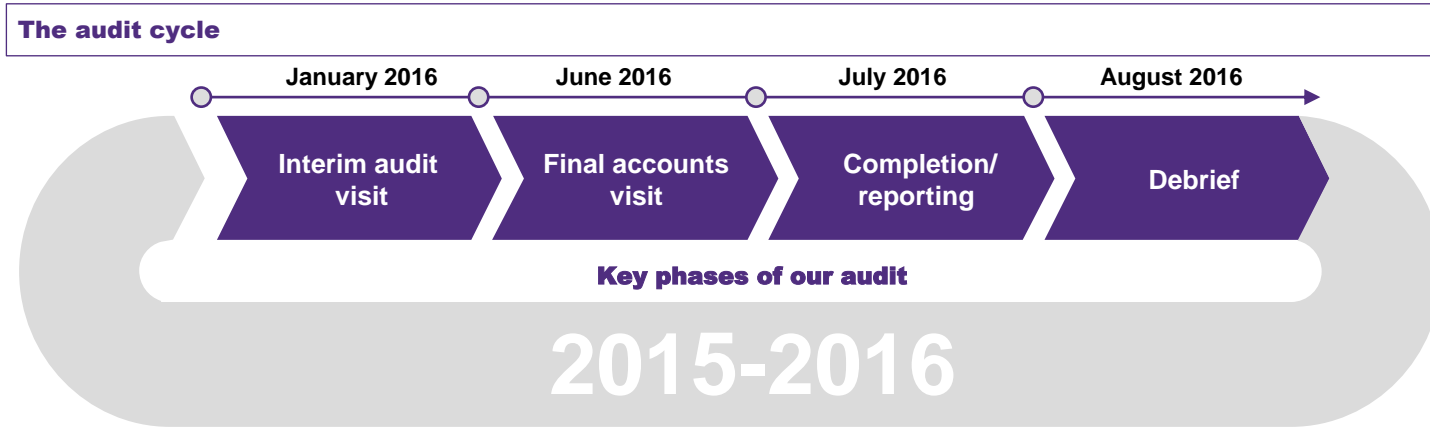 The audit cycle
January 2016
June 2016
July 2016
August 2016
Interim audit
visit
Final accounts
visit
Completion/
reporting
Debrief
Key phases of our audit
2015-2016